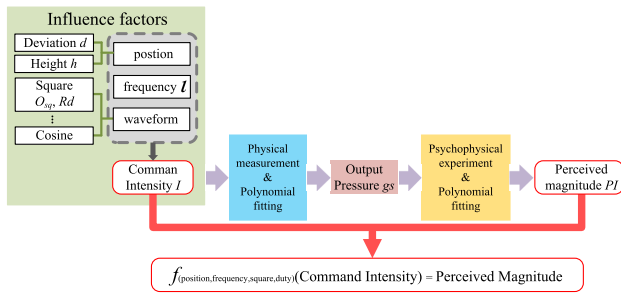 Influence factors
Deviation d
Height h
Square
Osq, Rd
⋮
Cosine
postion
frequency l
waveform
Comman
Intensity I
Physical
measurement
&
Polynomial
fitting
Output
Pressure gs
Psychophysical
experiment
&
Polynomial
fitting
Perceived
magnitude PI
f(position,frequency,square,duty)(Command Intensity) = Perceived Magnitude